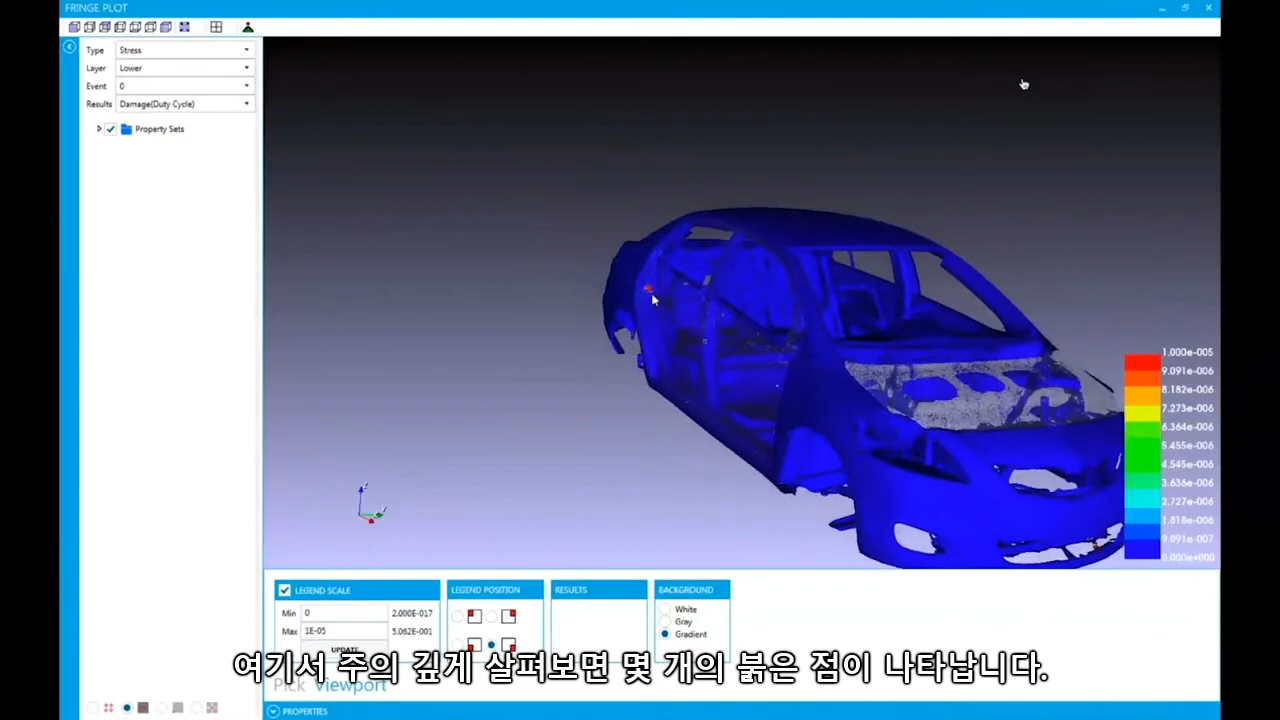 FRINGE PLOT
Type Stress
Layer Lower
Event 0
Results Damage(Duty Cycle)
Property Sets
1.000e-005
9.091e-006
8.182e-006
7.273e-006
6.364e-006
5.455e-006
4.545e-006
3.636e-006
2.727e-006
1.818e-006
9.091e-007
0.000e+000
LEGEND SCALE
Min 0 2.000E-017
Max 1E-05 5.062E-001
UPDATE
LEGEND POSITION
RESULTS
BACKGROUND
White
Gray
Gradient
여기서 주의 깊게 살펴보면 몇 개의 붉은 점이 나타납니다.
Pick Viewport
PROPERTIES